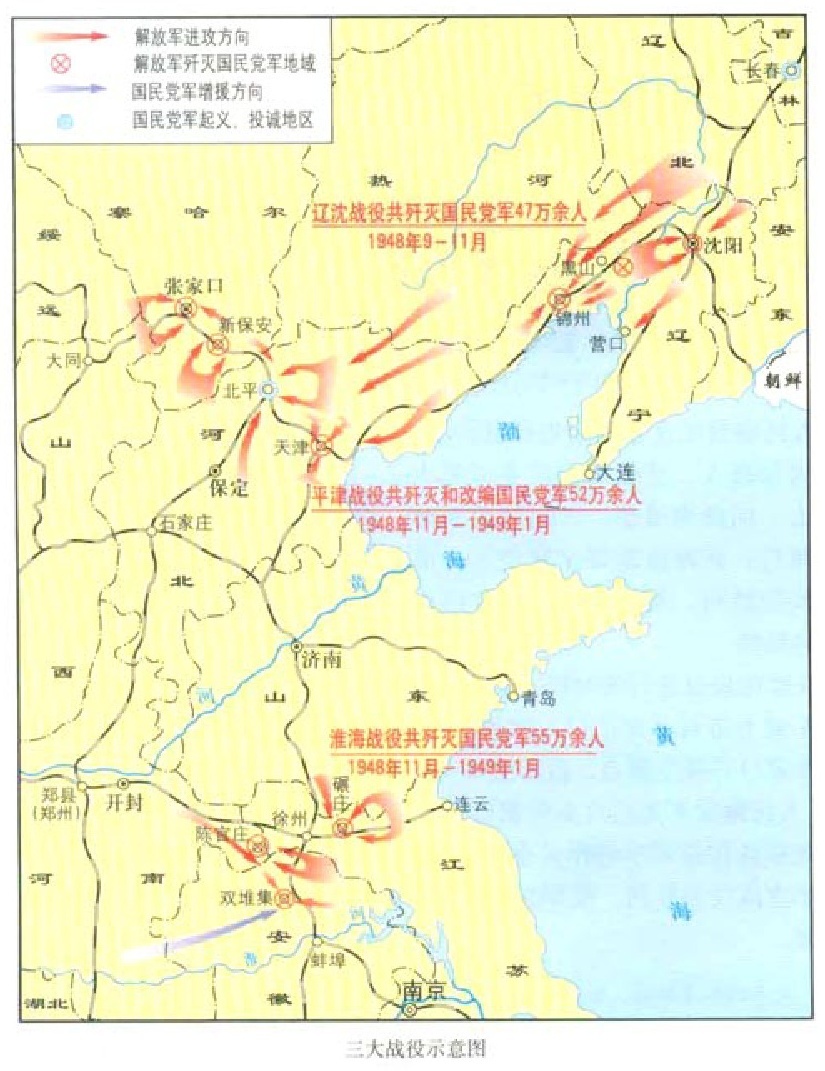 解放军进攻方向
解放军歼灭国民党军地域
国民党军增援方向
国民党军起义、投诚地区
辽
吉
长春
林
北
热
河
塞
哈
尔
辽沈战役共歼灭国民党军47万余人
1948年9－11月
绥
安
沈阳
黑山
张家口
锦州
远
新保安
东
营口
辽
大同
朝鲜
北平
宁
山
河
天津
渤
保定
大连
平津战役共歼灭和改编国民党军52万余人
1948年11月－1949年1月
石家庄
海
北
黄
济南
西
河
山
东
青岛
淮海战役共歼灭国民党军55万余人
1948年11月－1949年1月
黄
郑县
(郑州)
开封
碾
庄
连云
徐州
陈官庄
江
河
南
双堆集
海
河
安
淮
蚌埠
苏
湖北
徽
南京
三大战役示意图